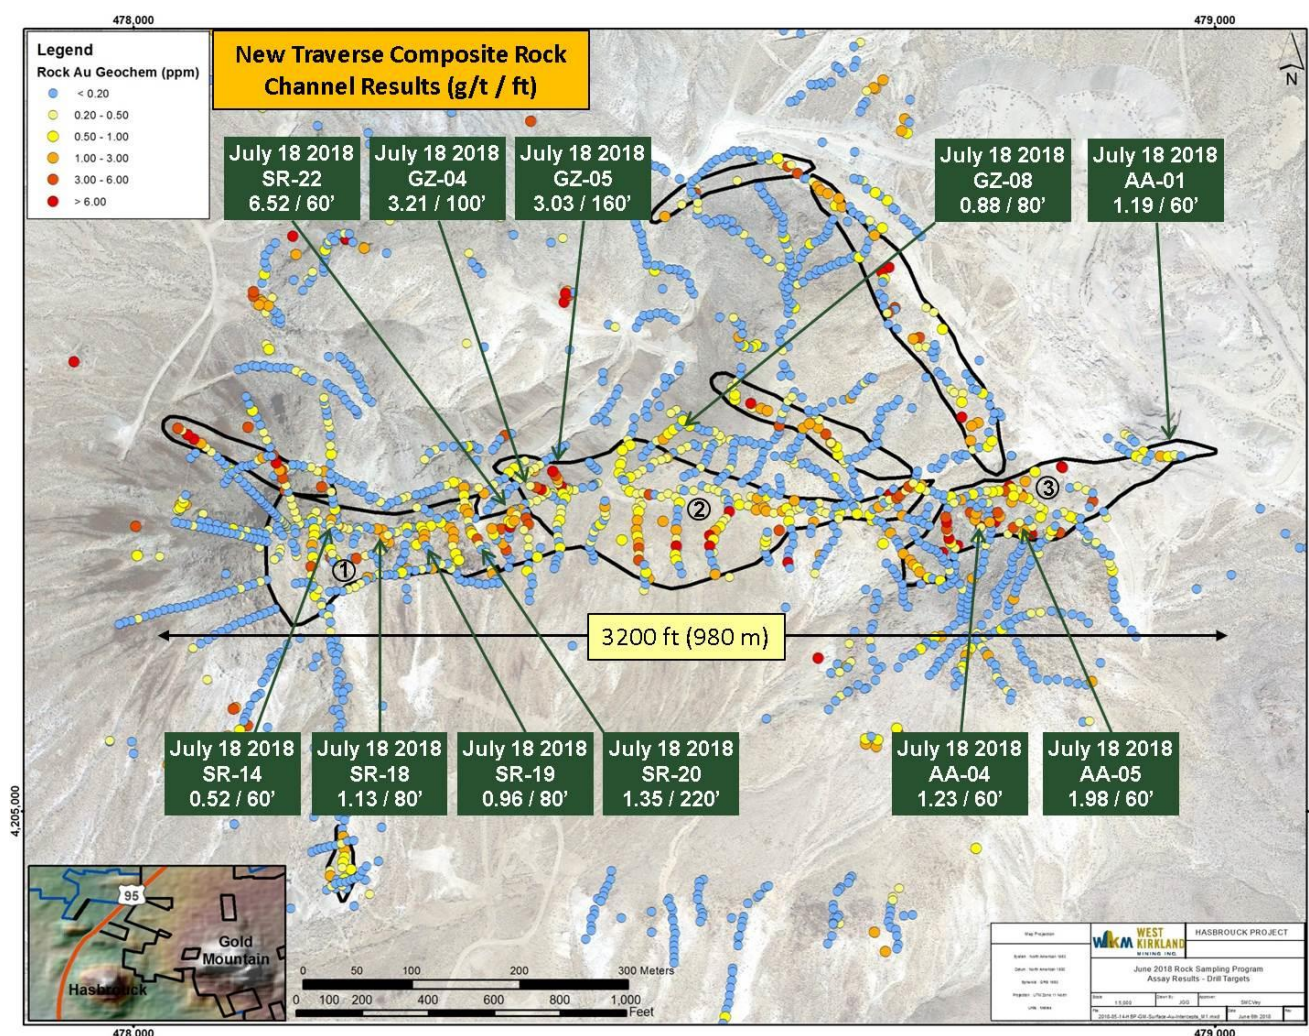 478,000
479,000
Legend
Rock Au Geochem (ppm)
< 0.20
0.20 - 0.50
0.50 - 1.00
1.00 - 3.00
3.00 - 6.00
> 6.00
New Traverse Composite Rock
Channel Results (g/t / ft)
N
July 18 2018
SR-22
6.52 / 60'
July 18 2018
GZ-04
3.21 / 100'
July 18 2018
GZ-05
3.03 / 160'
July 18 2018
GZ-08
0.88 / 80'
July 18 2018
AA-01
1.19 / 60'
1
2
3
3200 ft (980 m)
July 18 2018
SR-14
0.52 / 60'
July 18 2018
SR-18
1.13 / 80'
July 18 2018
SR-19
0.96 / 80'
July 18 2018
SR-20
1.35 / 220'
July 18 2018
AA-04
1.23 / 60'
July 18 2018
AA-05
1.98 / 60'
4,205,000
95
Gold
Mountain
Hasbrouck
0 50 100 200 300 Meters
0 100 200 400 600 800 1,000
Feet
Map Projection
WKM WEST
KIRKLAND
MINING INC.
HASBROUCK PROJECT
June 2018 Rock Sampling Program
Assay Results - Drill Targets
478,000
479,000